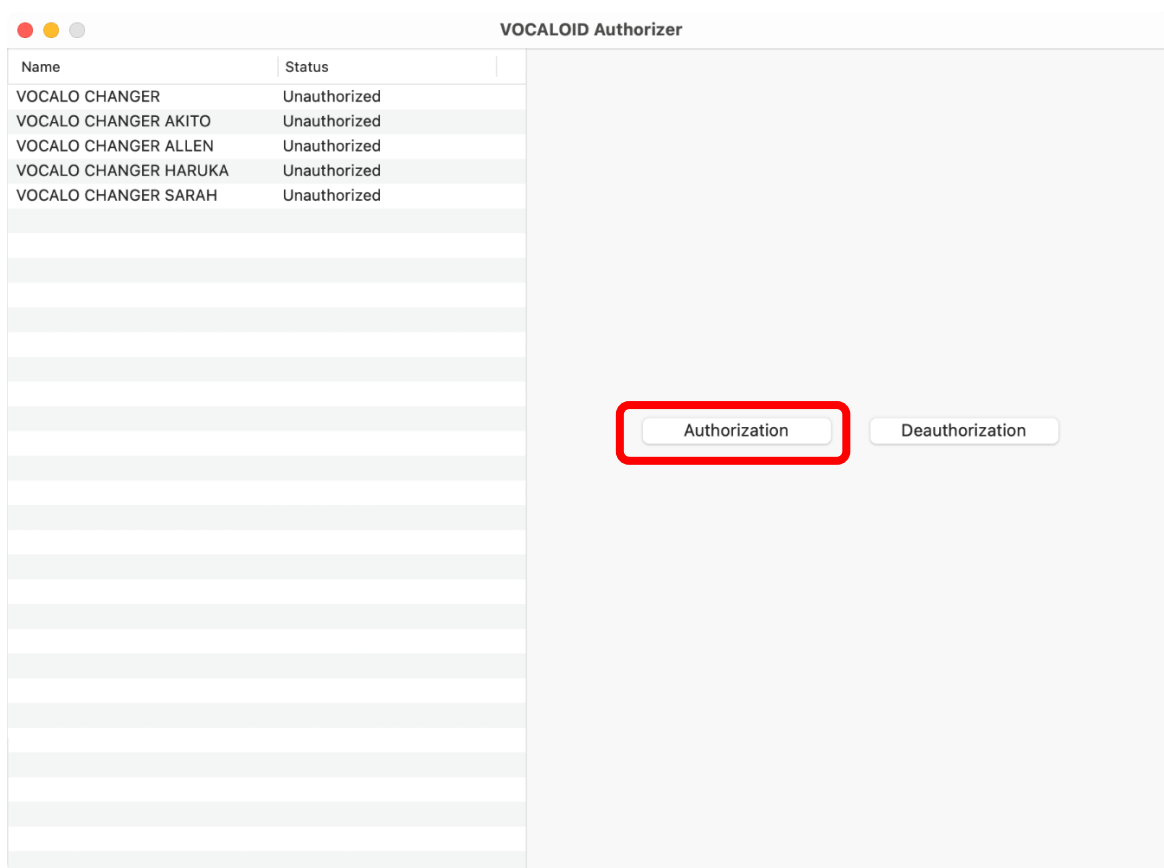 VOCALOID Authorizer
Name Status
VOCALO CHANGER Unauthorized
VOCALO CHANGER AKITO Unauthorized
VOCALO CHANGER ALLEN Unauthorized
VOCALO CHANGER HARUKA Unauthorized
VOCALO CHANGER SARAH Unauthorized
Authorization Deauthorization